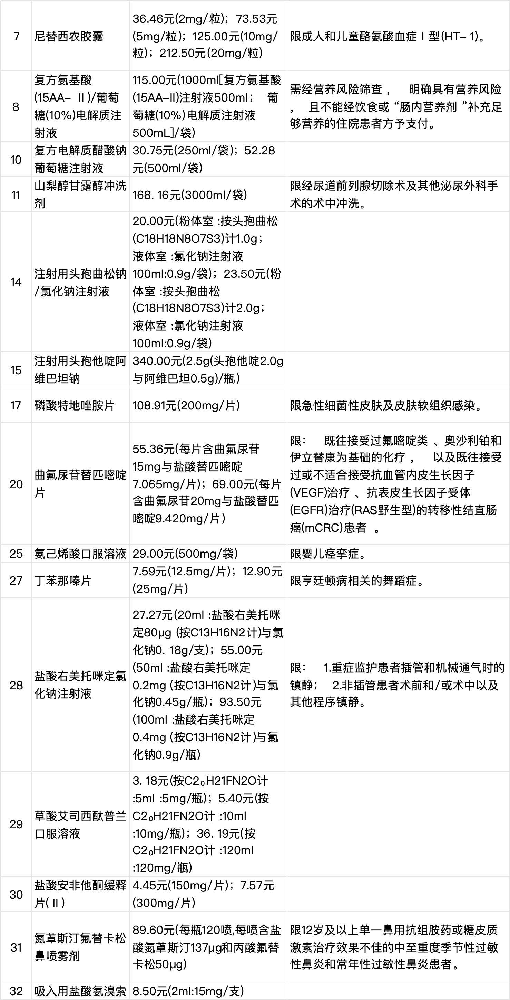 7
尼替西农胶囊
36.46元(2mg/粒)；73.53元
(5mg/粒)；125.00元(10mg/
粒)；212.50元(20mg/粒)
限成人和儿童酪氨酸血症Ⅰ型(HT- 1)。
8
复方氨基酸
(15AA- Ⅱ)/葡萄
糖(10%)电解质注
射液
115.00元(1000ml[复方氨基酸
(15AA-II)注射液500ml； 葡
萄糖(10%)电解质注射液
500mL]/袋)
需经营养风险筛查， 明确具有营养风险
， 且不能经饮食或 “肠内营养剂 ”补充足
够营养的住院患者方予支付。
10
复方电解质醋酸钠
葡萄糖注射液
30.75元(250ml/袋)；52.28
元(500ml/袋)
11
山梨醇甘露醇冲洗
剂
168. 16元(3000ml/袋)
限经尿道前列腺切除术及其他泌尿外科手
术的术中冲洗。
14
注射用头孢曲松钠
/氯化钠注射液
20.00元(粉体室 :按头孢曲松
(C18H18N8O7S3)计1.0g；
液体室 :氯化钠注射液
100ml:0.9g/袋)；23.50元(粉
体室 :按头孢曲松
(C18H18N8O7S3)计2.0g；
液体室 :氯化钠注射液
100ml:0.9g/袋)
15
注射用头孢他啶阿
维巴坦钠
340.00元(2.5g(头孢他啶2.0g
与阿维巴坦0.5g)/瓶)
17
磷酸特地唑胺片
108.91元(200mg/片)
限急性细菌性皮肤及皮肤软组织感染。
20
曲氟尿苷替匹嘧啶
片
55.36元(每片含曲氟尿苷
15mg与盐酸替匹嘧啶
7.065mg/片)；69.00元(每片
含曲氟尿苷20mg与盐酸替匹
嘧啶9.420mg/片)
限： 既往接受过氟嘧啶类 、奥沙利铂和
伊立替康为基础的化疗， 以及既往接受
过或不适合接受抗血管内皮生长因子
(VEGF)治疗 、抗表皮生长因子受体
(EGFR)治疗(RAS野生型)的转移性结直肠
癌(mCRC)患者 。
25
氨己烯酸口服溶液
29.00元(500mg/袋)
限婴儿痉挛症。
27
丁苯那嗪片
7.59元(12.5mg/片)；12.90元
(25mg/片)
限亨廷顿病相关的舞蹈症。
28
盐酸右美托咪定氯
化钠注射液
27.27元(20ml :盐酸右美托咪
定80μg (按C13H16N2计)与氯
化钠0. 18g/支)；55.00元
(50ml :盐酸右美托咪定
0.2mg (按C13H16N2计)与氯
化钠0.45g/瓶)；93.50元
(100ml :盐酸右美托咪定
0.4mg (按C13H16N2计)与氯
化钠0.9g/瓶)
限： 1.重症监护患者插管和机械通气时的
镇静； 2.非插管患者术前和/或术中以及
其他程序镇静。
29
草酸艾司西酞普兰
口服溶液
3. 18元(按C2₀H21FN2O计
:5ml :5mg/瓶)；5.40元(按
C2₀H21FN2O计 :10ml
:10mg/瓶)；36. 19元(按
C2₀H21FN2O计 :120ml
:120mg/瓶)
30
盐酸安非他酮缓释
片(Ⅱ)
4.45元(150mg/片)；7.57元
(300mg/片)
31
氮䓬斯汀氟替卡松
鼻喷雾剂
89.60元(每瓶120喷,每喷含盐
酸氮䓬斯汀137μg和丙酸氟替
卡松50μg)
限12岁及以上单一鼻用抗组胺药或糖皮质
激素治疗效果不佳的中至重度季节性过敏
性鼻炎和常年性过敏性鼻炎患者。
32
吸入用盐酸氨溴索
8.50元(2ml:15mg/支)